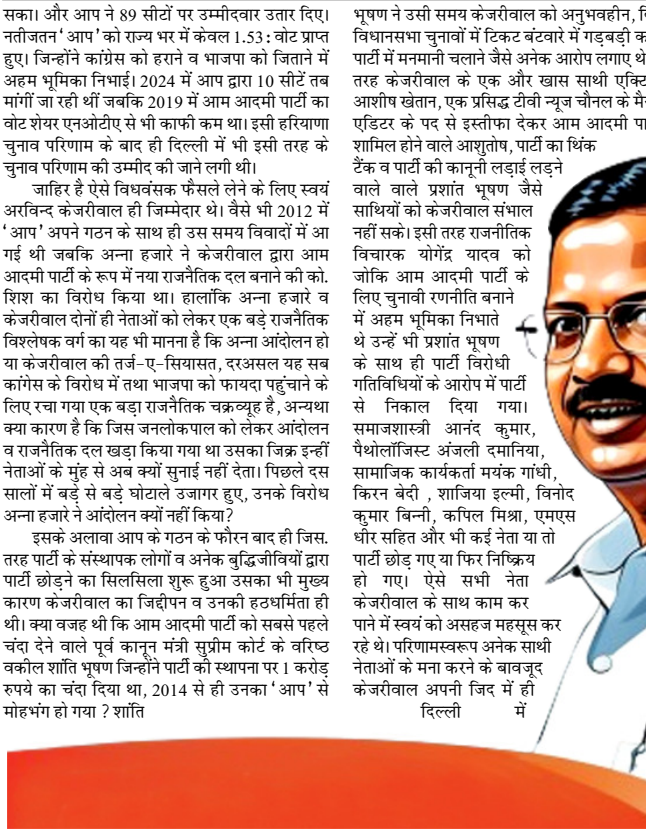 सका। और आप ने 89 सीटों पर उम्मीदवार उतार दिए।
नतीजतन 'आप' को राज्य भर में केवल 1.53: वोट प्राप्त
हुए। जिन्होंने कांग्रेस को हराने व भाजपा को जिताने में
अहम भूमिका निभाई। 2024 में आप द्वारा 10 सीटें तब
मांगीं जा रही थीं जबकि 2019 में आम आदमी पार्टी का
वोट शेयर एनओटीए से भी काफी कम था। इसी हरियाणा
चुनाव परिणाम के बाद ही दिल्ली में भी इसी तरह के
चुनाव परिणाम की उम्मीद की जाने लगी थी।
जाहिर है ऐसे विधवंसक फैसले लेने के लिए स्वयं
अरविन्द केजरीवाल ही जिम्मेदार थे। वैसे भी 2012 में
'आप' अपने गठन के साथ ही उस समय विवादों में आ
गई थी जबकि अन्ना हजारे ने केजरीवाल द्वारा आम
आदमी पार्टी के रूप में नया राजनैतिक दल बनाने की को.
शिश का विरोध किया था। हालांकि अन्ना हजारे व
केजरीवाल दोनों ही नेताओं को लेकर एक बड़े राजनैतिक
विश्लेषक वर्ग का यह भी मानना है कि अन्ना आंदोलन हो
या केजरीवाल की तर्ज-ए-सियासत, दरअसल यह सब
कांगेस के विरोध में तथा भाजपा को फायदा पहुंचाने के
लिए रचा गया एक बड़ा राजनैतिक चक्रव्यूह है, अन्यथा
क्या कारण है कि जिस जनलोकपाल को लेकर आंदोलन
व राजनैतिक दल खड़ा किया गया था उसका जिक्र इन्हीं
नेताओं के मुंह से अब क्यों सुनाई नहीं देता। पिछले दस
सालों में बड़े से बड़े घोटाले उजागर हुए, उनके विरोध
अन्ना हजारे ने आंदोलन क्यों नहीं किया?
इसके अलावा आप के गठन के फौरन बाद ही जिस.
तरह पार्टी के संस्थापक लोगों व अनेक बुद्धिजीवियों द्वारा
पार्टी छोड़ने का सिलसिला शुरू हुआ उसका भी मुख्य
कारण केजरीवाल का जिद्दीपन व उनकी हठधर्मिता ही
थी। क्या वजह थी कि आम आदमी पार्टी को सबसे पहले
चंदा देने वाले पूर्व कानून मंत्री सुप्रीम कोर्ट के वरिष्ठ
वकील शांति भूषण जिन्होंने पार्टी की स्थापना पर 1 करोड़
रुपये का चंदा दिया था, 2014 से ही उनका 'आप' से
मोहभंग हो गया ? शांति
भूषण ने उसी समय केजरीवाल को अनुभवहीन,
विधानसभा चुनावों में टिकट बंटवारे में गड़बड़ी
पार्टी में मनमानी चलाने जैसे अनेक आरोप लगाए थे
तरह केजरीवाल के एक और खास साथी
आशीष खेतान, एक प्रसिद्ध टीवी न्यूज चौनल के
एडिटर के पद से इस्तीफा देकर आम आदमी
शामिल होने वाले आशुतोष, पार्टी का थिंक
टैंक व पार्टी की कानूनी लड़ाई लड़ने
वाले वाले प्रशांत भूषण जैसे
साथियों को केजरीवाल संभाल
नहीं सके। इसी तरह राजनीतिक
विचारक योगेंद्र यादव को
जोकि आम आदमी पार्टी के
लिए चुनावी रणनीति बनाने
में अहम भूमिका निभाते
थे उन्हें भी प्रशांत भूषण
के साथ ही पार्टी विरोधी
गतिविधियों के आरोप में पार्टी
से निकाल दिया गया।
समाजशास्त्री आनंद कुमार,
पैथोलॉजिस्ट अंजली दमानिया,
सामाजिक कार्यकर्ता मयंक गांधी,
किरन बेदी , शाजिया इल्मी, विनोद
कुमार बिन्नी, कपिल मिश्रा, एमएस
धीर सहित और भी कई नेता या तो
पार्टी छोड़ गए या फिर निष्क्रिय
हो गए। ऐसे सभी नेता
केजरीवाल के साथ काम कर
पाने में स्वयं को असहज महसूस कर
रहे थे। परिणामस्वरूप अनेक साथी
नेताओं के मना करने के बावजूद
केजरीवाल अपनी जिद में ही
दिल्ली में